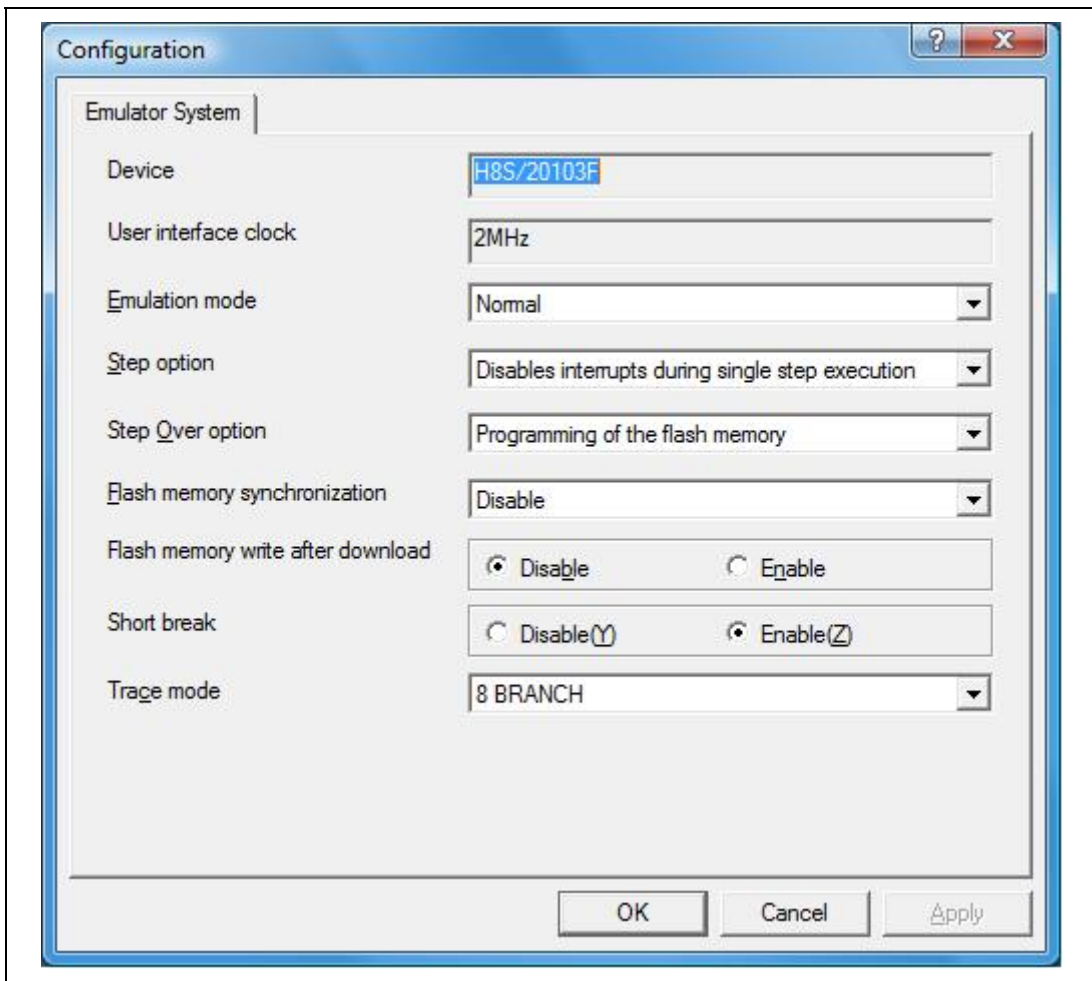 Configuration
?
X
Emulator System
Device H8S/20103F
User interface clock 2MHz
Emulation mode Normal
Step option Disables interrupts during single step execution
Step Over option Programming of the flash memory
Flash memory synchronization Disable
Flash memory write after download Disable Enable
Short break Disable(Y) Enable(Z)
Trace mode 8 BRANCH
OK Cancel Apply